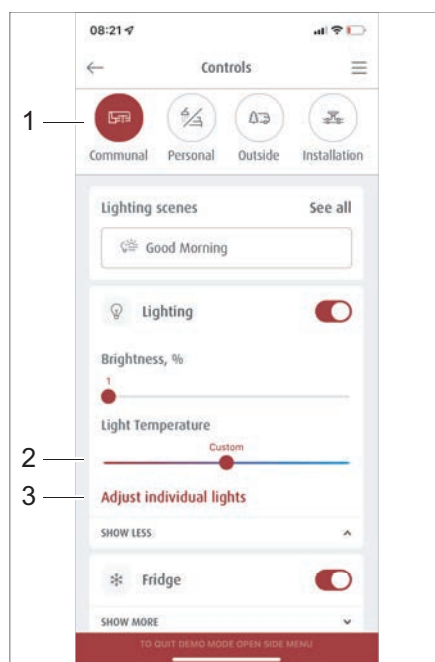 08:21
Controls
1
Communal Personal Outside Installation
Lighting scenes See all
Good Morning
Lighting
Brightness, %
1
Light Temperature
Custom
2
3 Adjust individual lights
SHOW LESS
Fridge
SHOW MORE
TO QUIT DEMO MODE OPEN SIDE MENU